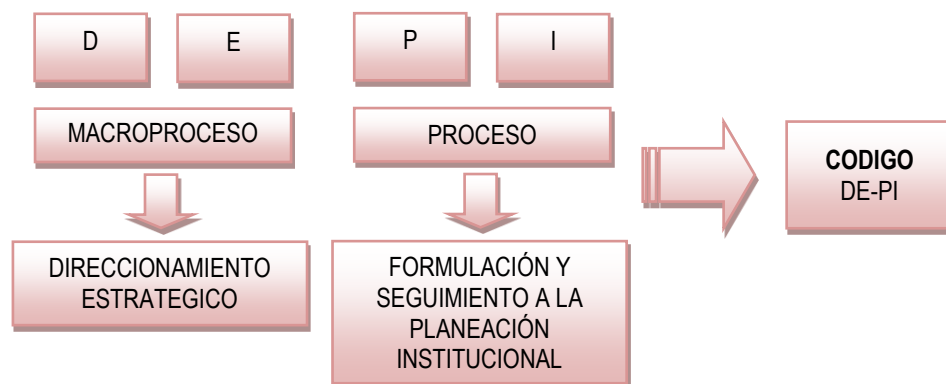 D E P I
MACROPROCESO PROCESO
CODIGO
DE-PI
DIRECCIONAMIENTO
ESTRATEGICO
FORMULACIÓN Y
SEGUIMIENTO A LA
PLANEACIÓN
INSTITUCIONAL